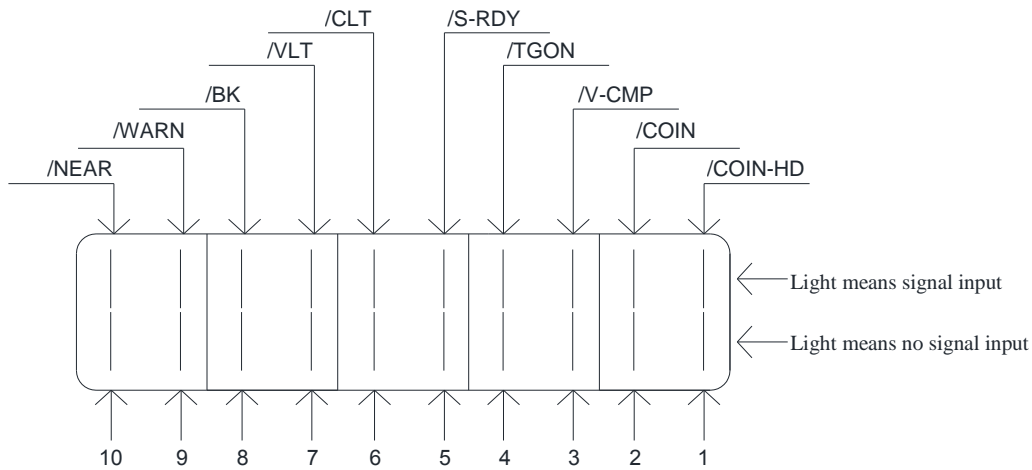 /CLT /S-RDY
/VLT /TGON
/BK /V-CMP
/WARN /COIN
/NEAR /COIN-HD
Light means signal input
Light means no signal input
10 9 8 7 6 5 4 3 2 1